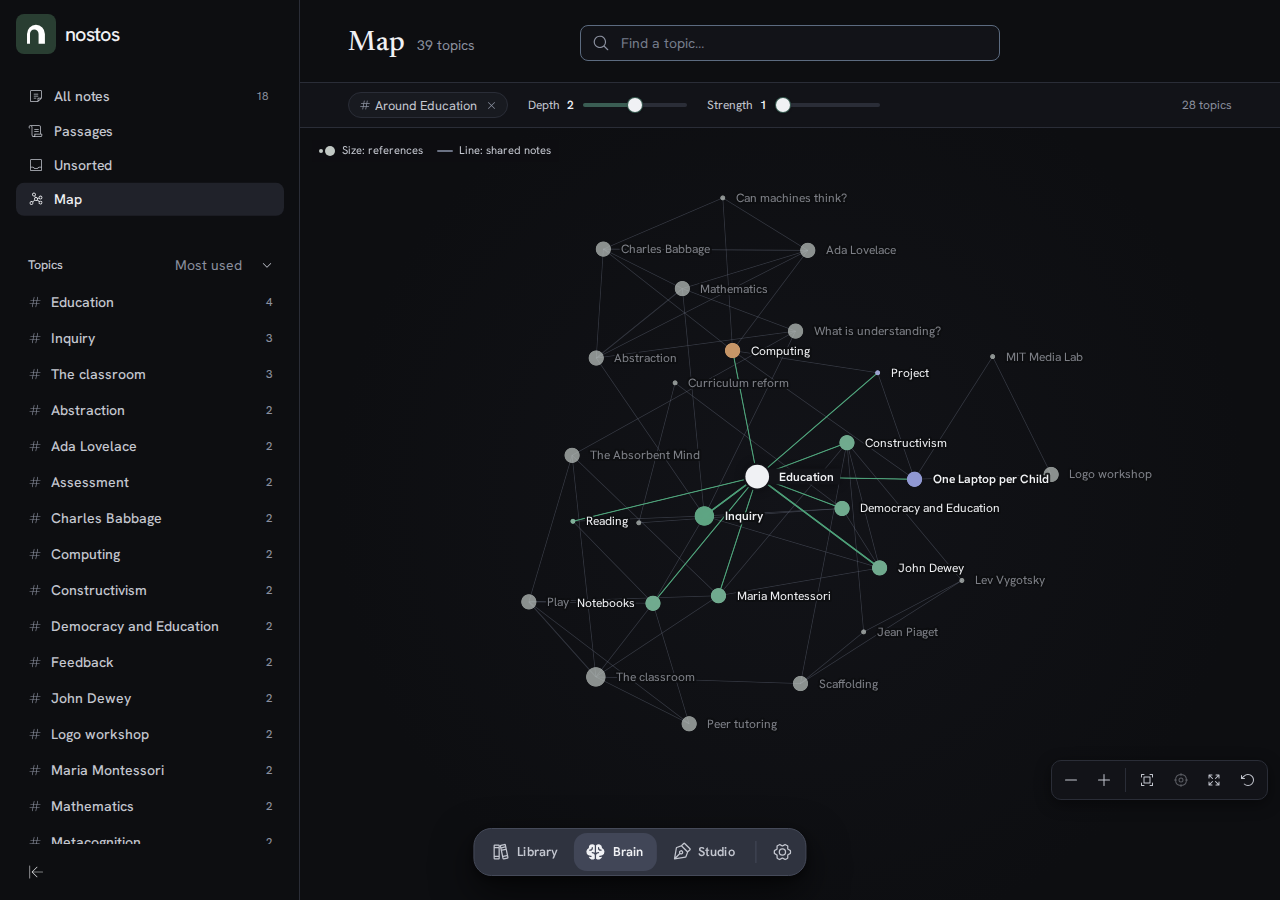 nostos
All notes 18
Passages
Unsorted
Map
Topics Most used
# Education 4
# Inquiry 3
# The classroom 3
# Abstraction 2
# Ada Lovelace 2
# Assessment 2
# Charles Babbage 2
# Computing 2
# Constructivism 2
# Democracy and Education 2
# Feedback 2
# John Dewey 2
# Logo workshop 2
# Maria Montessori 2
# Mathematics 2
# Metacognition 2
Map 39 topics
Find a topic...
# Around Education ×
Depth 2
Strength 1
28 topics
Size: references
Line: shared notes
Can machines think?
Charles Babbage
Ada Lovelace
Mathematics
What is understanding?
Computing
Abstraction
MIT Media Lab
Project
Curriculum reform
Constructivism
The Absorbent Mind
Logo workshop
Education
One Laptop per Child
Democracy and Education
Inquiry
Reading
John Dewey
Lev Vygotsky
Maria Montessori
Play
Notebooks
Jean Piaget
The classroom
Scaffolding
Peer tutoring
Library
Brain
Studio